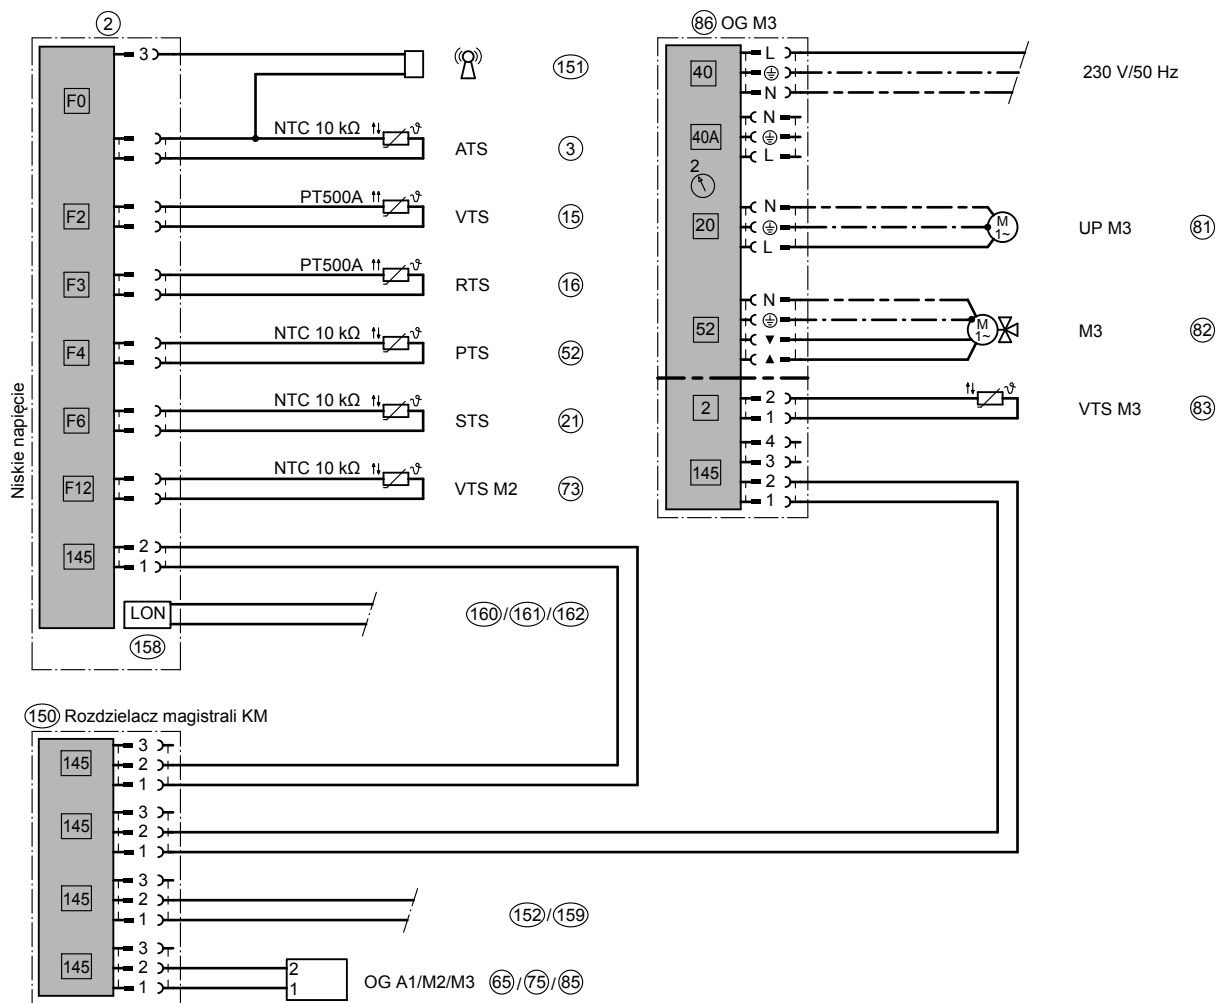 2
3
F0
151
NTC 10 kΩ ϑ
ATS 3
PT500A ϑ
F2 VTS 15
PT500A ϑ
F3 RTS 16
NTC 10 kΩ ϑ
F4 PTS 52
NTC 10 kΩ ϑ
F6 STS 21
NTC 10 kΩ ϑ
F12 VTS M2 73
Niskie napięcie
145
2
1
LON
158
160/161/162
86 OG M3
40
L
N
230 V/50 Hz
40A
N
L
2
20
N
L
M
1~
UP M3 81
52
N
▼
▲
M
1~
M3 82
2
2
1
ϑ
VTS M3 83
145
4
3
2
1
150 Rozdzielacz magistrali KM
145
3
2
1
145
3
2
1
145
3
2
1
152/159
145
3
2
1
2
1
OG A1/M2/M3 65/75/85